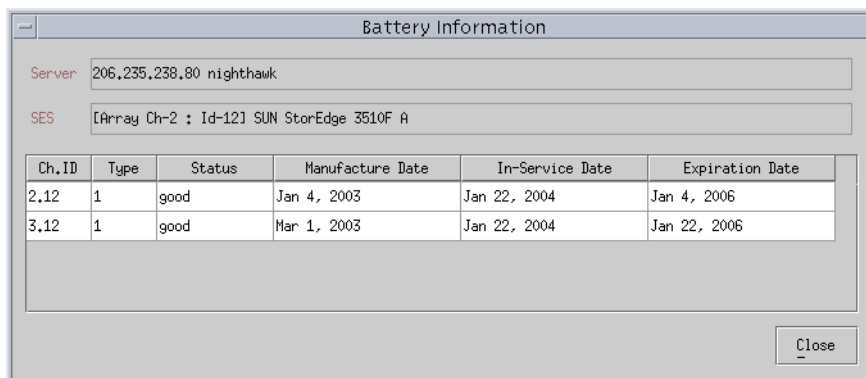 Battery Information
Server 206.235.238.80 nighthawk
SES [Array Ch-2 : Id-12] SUN StorEdge 3510F A
Ch.ID Type Status Manufacture Date In-Service Date Expiration Date
2.12 1 good Jan 4, 2003 Jan 22, 2004 Jan 4, 2006
3.12 1 good Mar 1, 2003 Jan 22, 2004 Jan 22, 2006
Close